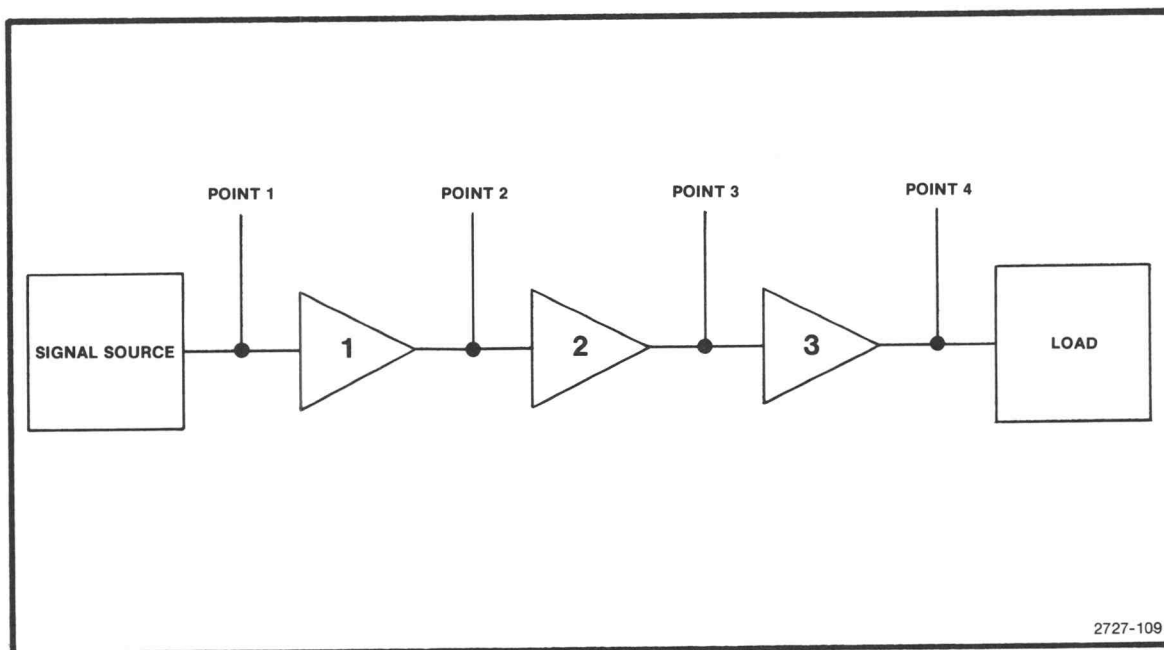 POINT 1
POINT 2
POINT 3
POINT 4
SIGNAL SOURCE
1
2
3
LOAD
2727-109